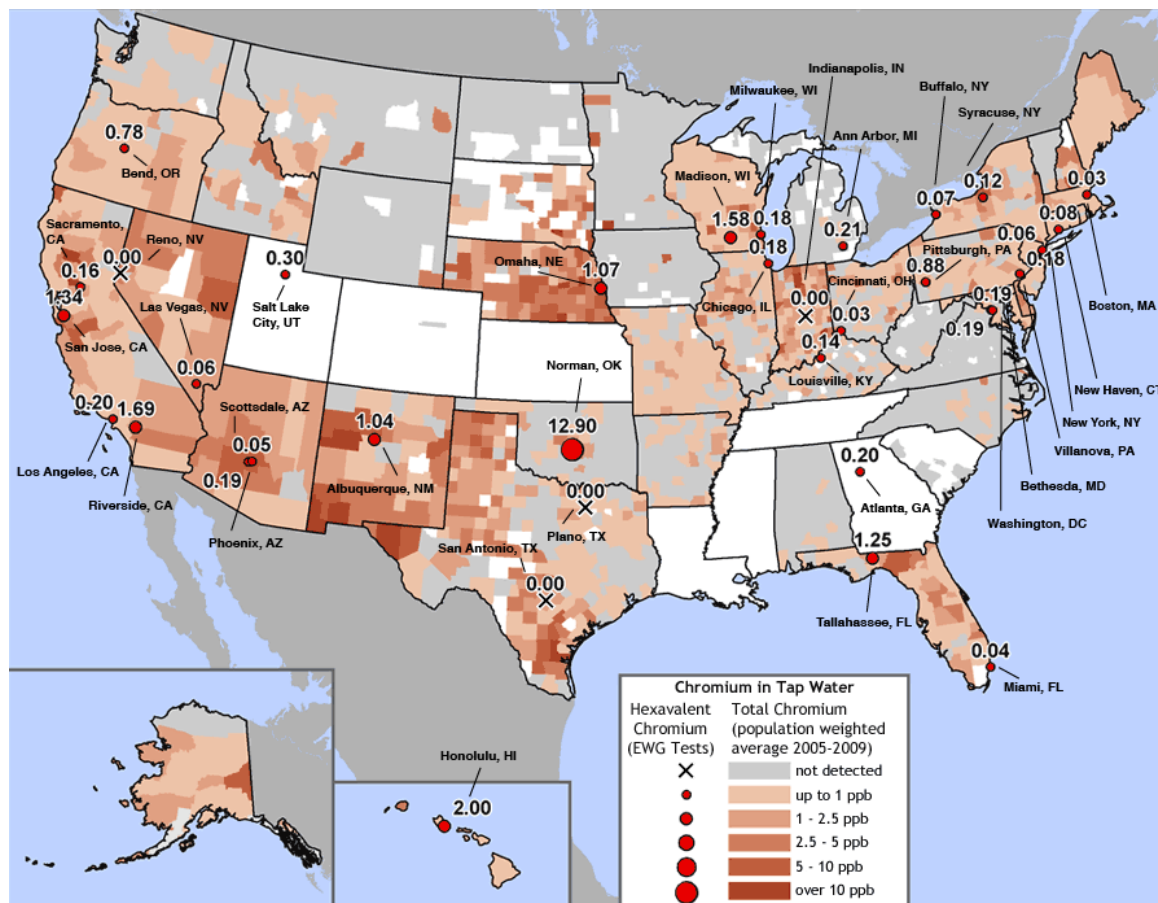 Indianapolis, IN
Milwaukee, WI
Buffalo, NY
Syracuse, NY
Ann Arbor, MI
0.78
Bend, OR
Madison, WI
1.58
0.18
0.18
0.21
0.07
0.12
0.03
0.08
0.06
0.18
Sacramento,
CA
0.00
Reno, NV
0.16
1.34
San Jose, CA
Las Vegas, NV
0.06
0.30
Salt Lake
City, UT
Omaha, NE
1.07
Chicago, IL
0.00
Cincinnati, OH
0.03
0.14
Louisville, KY
Pittsburgh, PA
0.88
0.19
0.19
Boston, MA
New Haven, CT
New York, NY
Villanova, PA
Bethesda, MD
Washington, DC
0.20
1.69
Los Angeles, CA
Riverside, CA
Scottsdale, AZ
0.05
0.19
Phoenix, AZ
1.04
Albuquerque, NM
Norman, OK
12.90
0.00
Plano, TX
San Antonio, TX
0.00
0.20
Atlanta, GA
1.25
Tallahassee, FL
0.04
Miami, FL
Honolulu, HI
2.00
Chromium in Tap Water
Hexavalent
Chromium
(EWG Tests)
Total Chromium
(population weighted
average 2005-2009)
not detected
up to 1 ppb
1 - 2.5 ppb
2.5 - 5 ppb
5 - 10 ppb
over 10 ppb